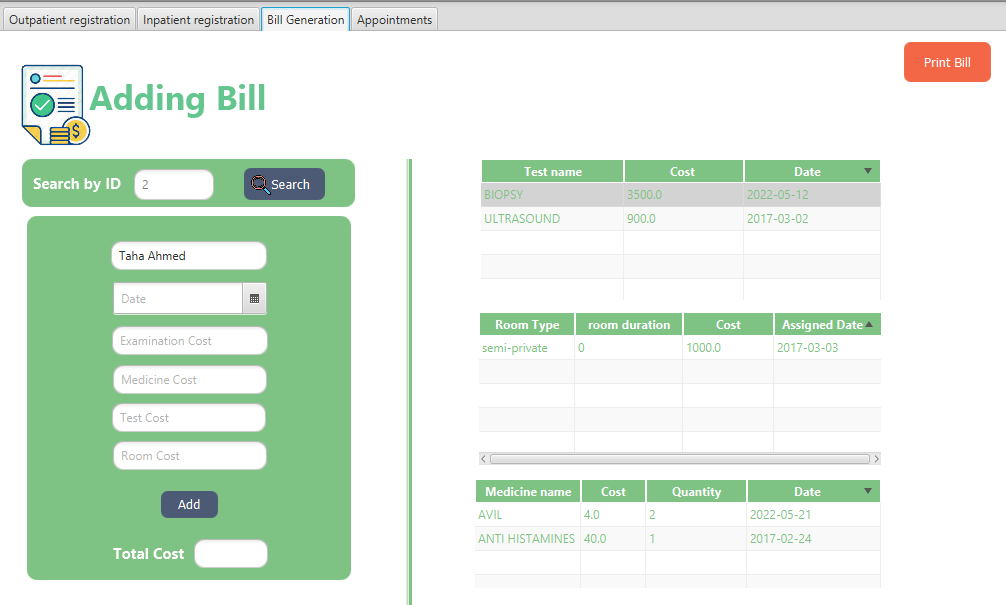 Outpatient registration Inpatient registration Bill Generation Appointments
Print Bill
Adding Bill
Search by ID 2 Search
Taha Ahmed
Date
Examination Cost
Medicine Cost
Test Cost
Room Cost
Add
Total Cost
Test name Cost Date
BIOPSY 3500.0 2022-05-12
ULTRASOUND 900.0 2017-03-02
Room Type room duration Cost Assigned Date
semi-private 0 1000.0 2017-03-03
Medicine name Cost Quantity Date
AVIL 4.0 2 2022-05-21
ANTI HISTAMINES 40.0 1 2017-02-24